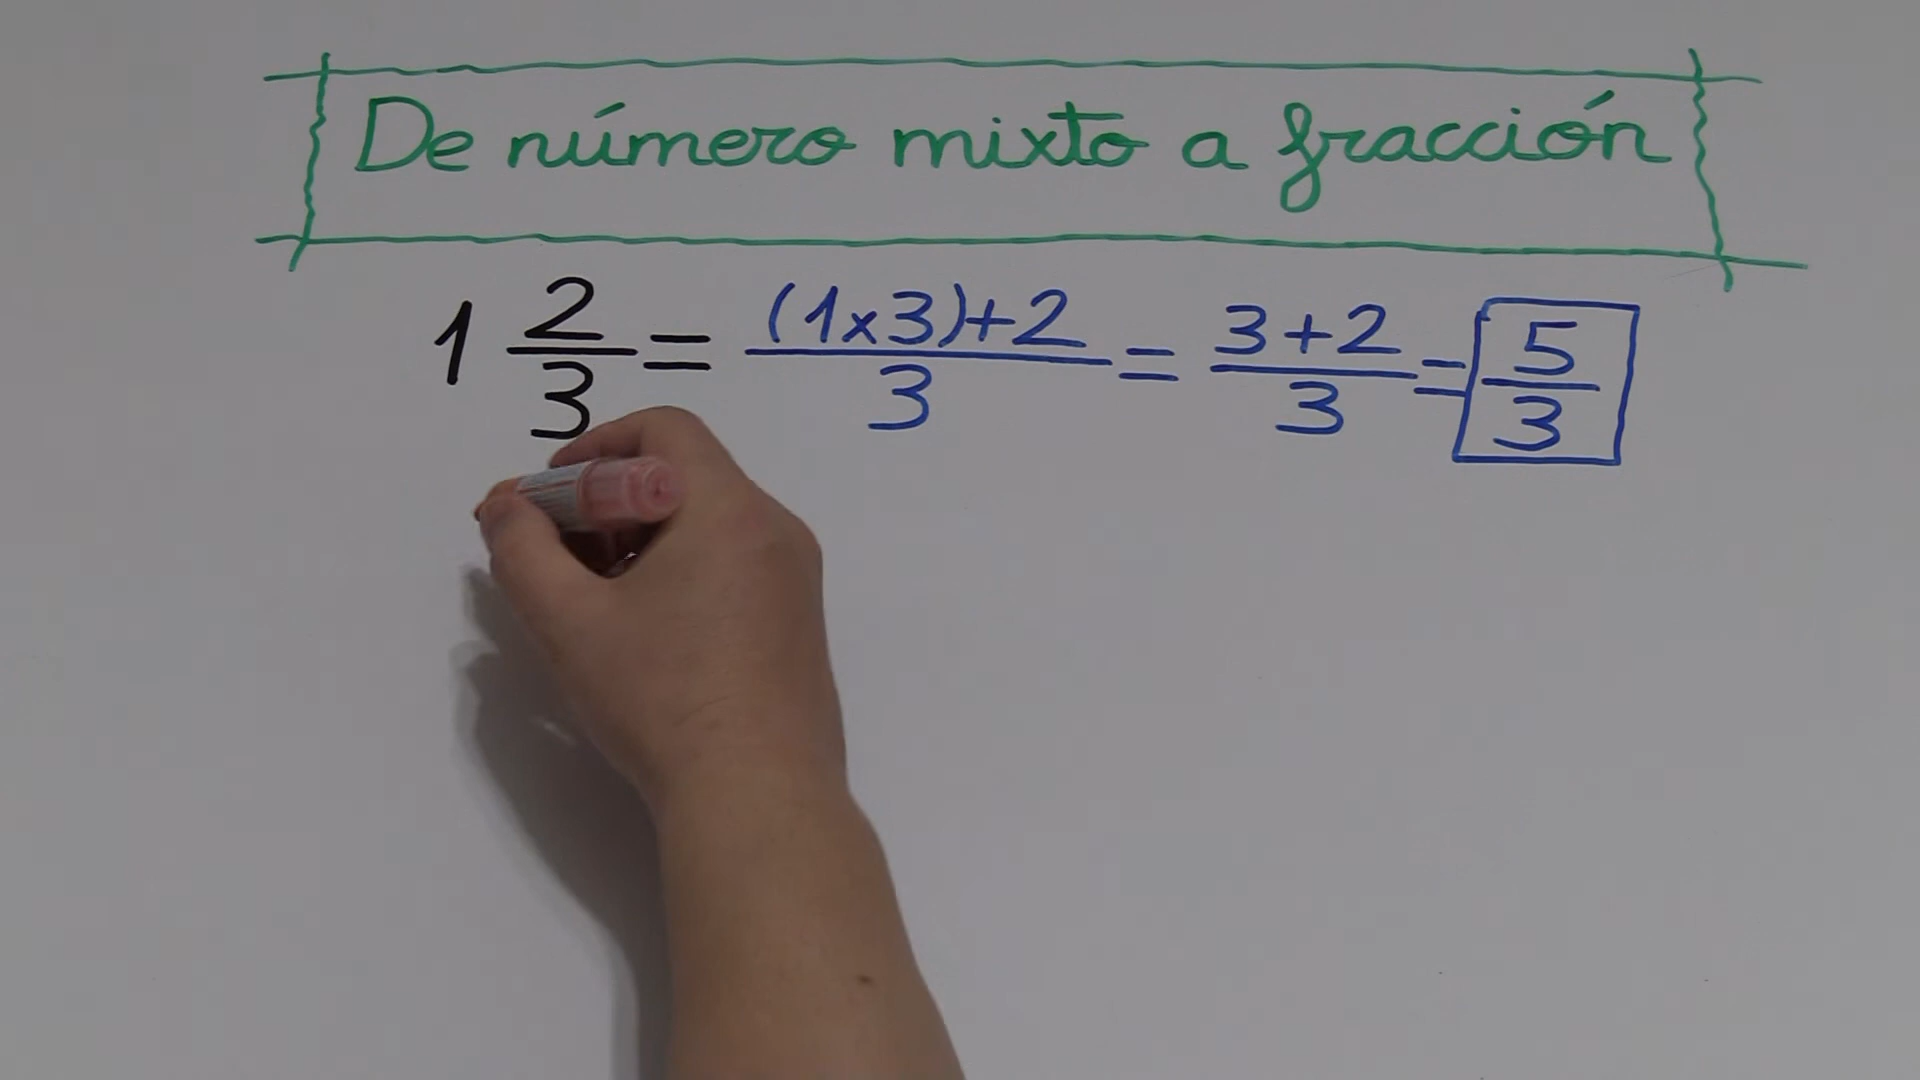 De número mixto a fracción
1 2/3 = (1x3)+2/3 = 3+2/3 = 5/3